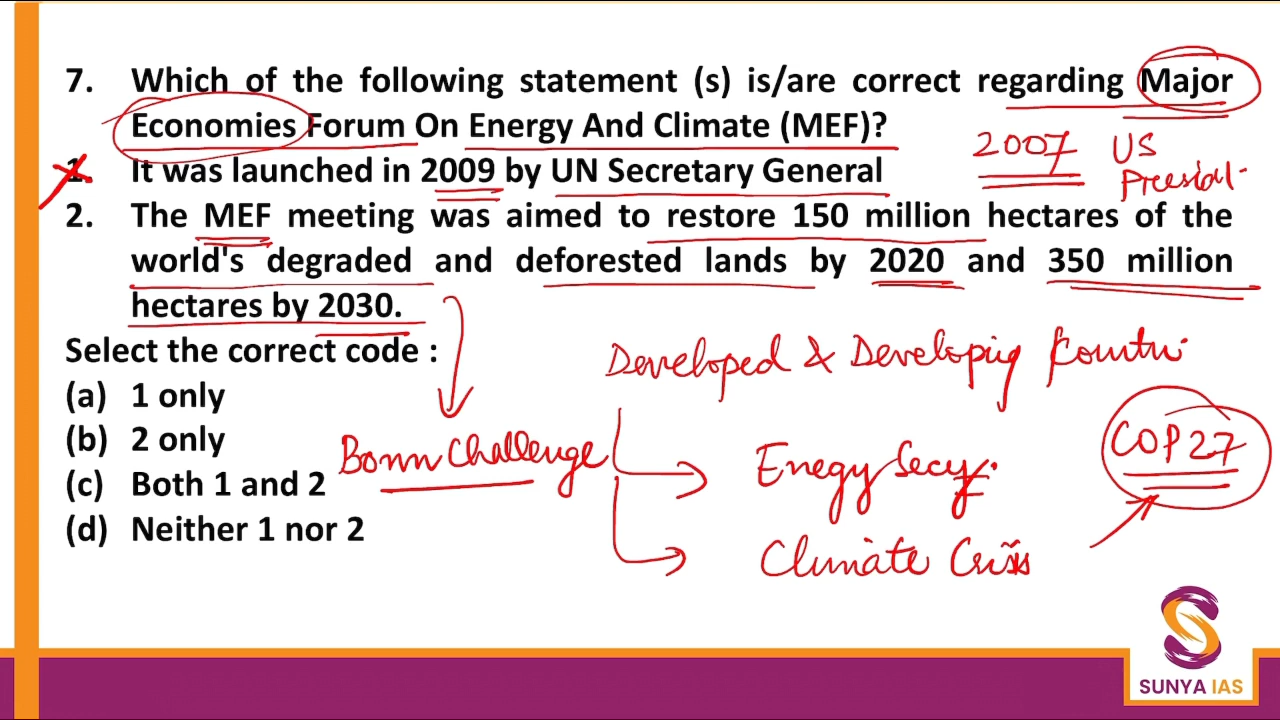 7. Which of the following statement (s) is/are correct regarding Major
Economies Forum On Energy And Climate (MEF)?
2007 US
Preesidt.
1. It was launched in 2009 by UN Secretary General
2. The MEF meeting was aimed to restore 150 million hectares of the
world's degraded and deforested lands by 2020 and 350 million
hectares by 2030.
Select the correct code :
Developed & Developing Countri
(a) 1 only
(b) 2 only
Bonn Challenge
COP27
Enegy Secy.
(c) Both 1 and 2
(d) Neither 1 nor 2
Climate Crisis
SUNYA IAS